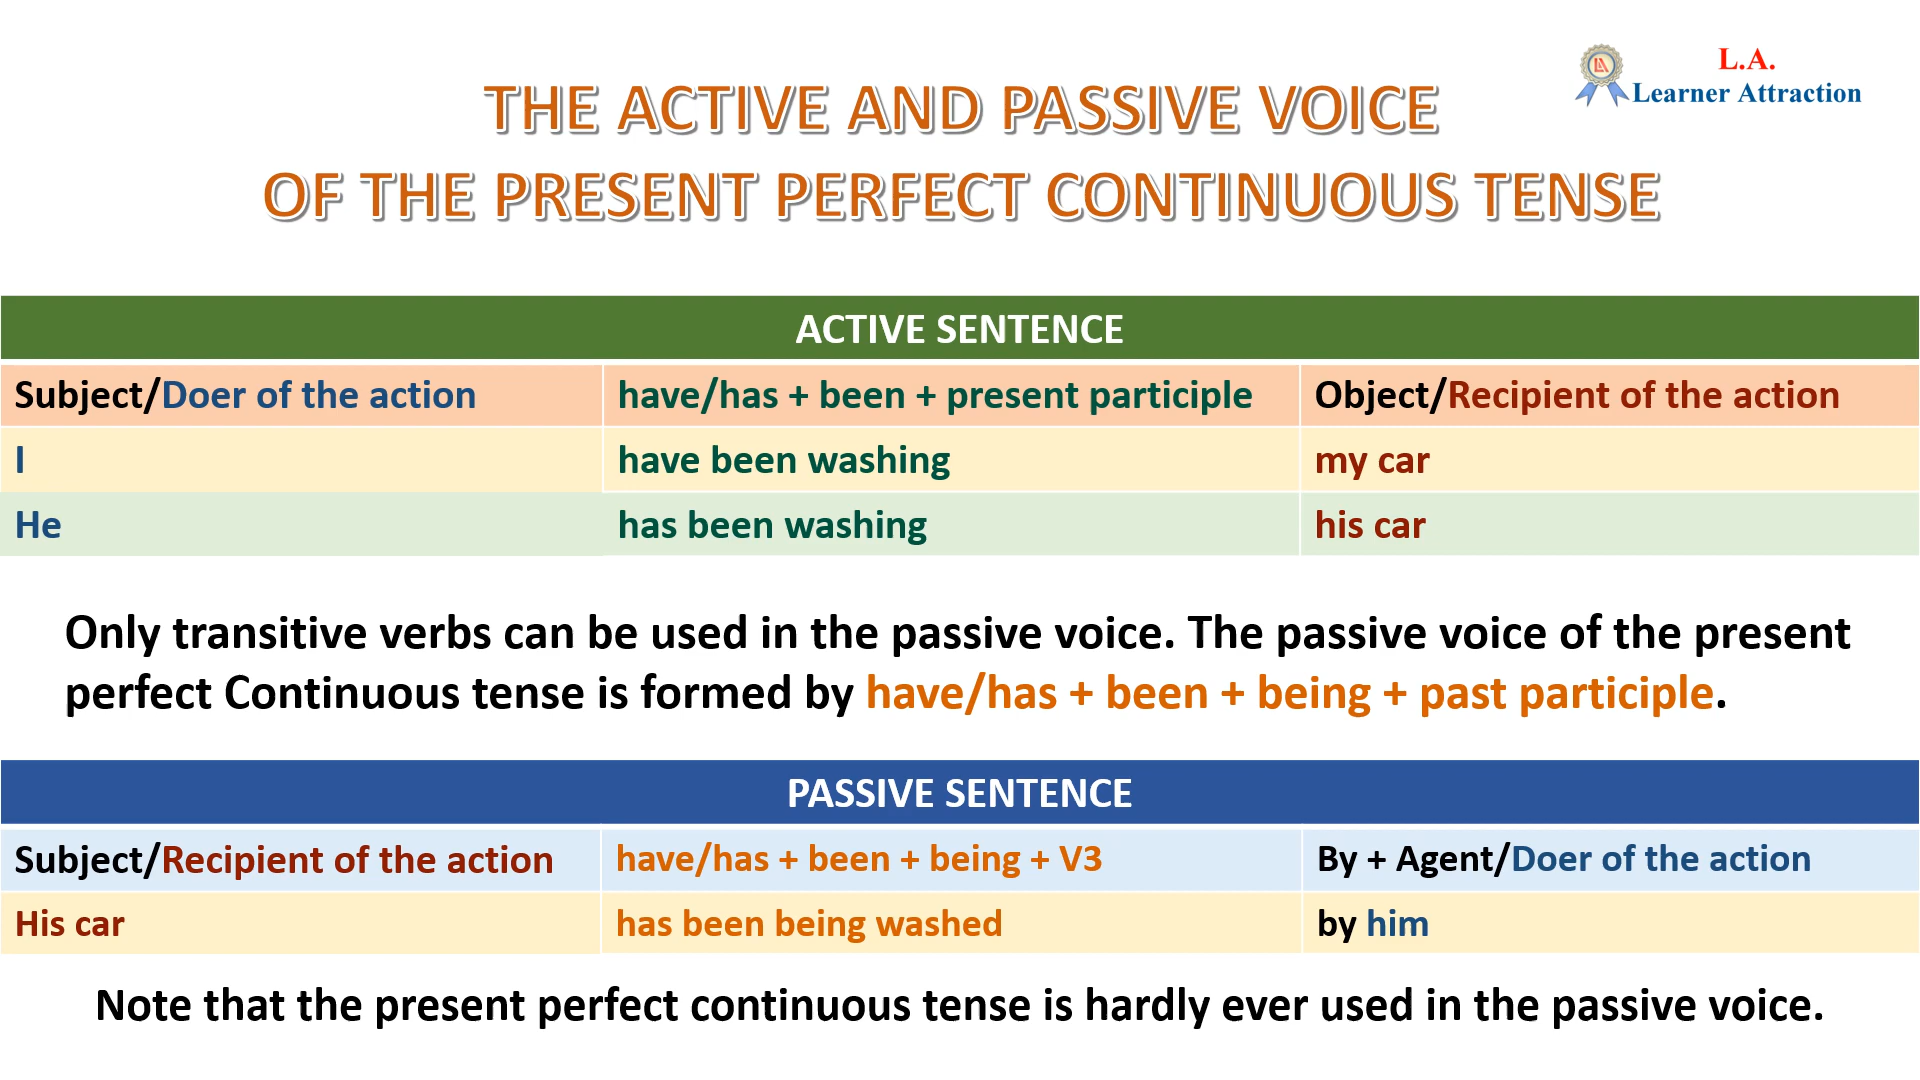 L.A.
Learner Attraction
THE ACTIVE AND PASSIVE VOICE
OF THE PRESENT PERFECT CONTINUOUS TENSE
ACTIVE SENTENCE
Subject/Doer of the action have/has + been + present participle Object/Recipient of the action
I have been washing my car
He has been washing his car
Only transitive verbs can be used in the passive voice. The passive voice of the present
perfect Continuous tense is formed by have/has + been + being + past participle.
PASSIVE SENTENCE
Subject/Recipient of the action have/has + been + being + V3 By + Agent/Doer of the action
His car has been being washed by him
Note that the present perfect continuous tense is hardly ever used in the passive voice.